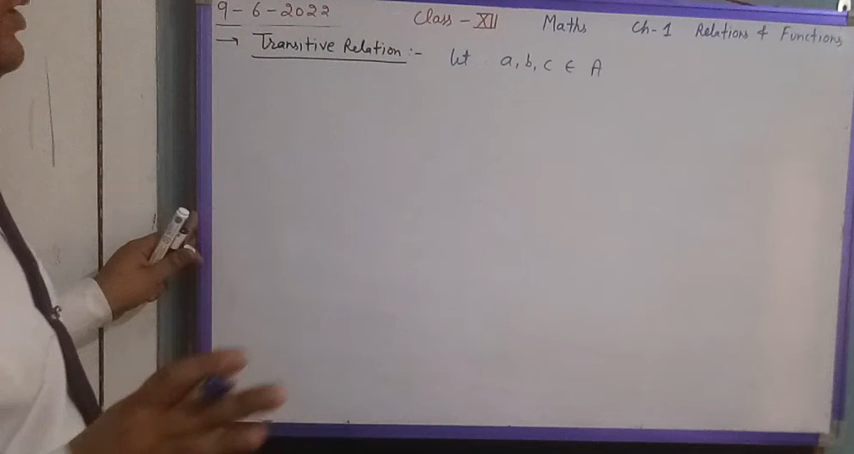 9-6-2022 Class-XII Maths Ch-1 Relations & Functions
→ Transitive Relation :- let a, b, c ∈ A